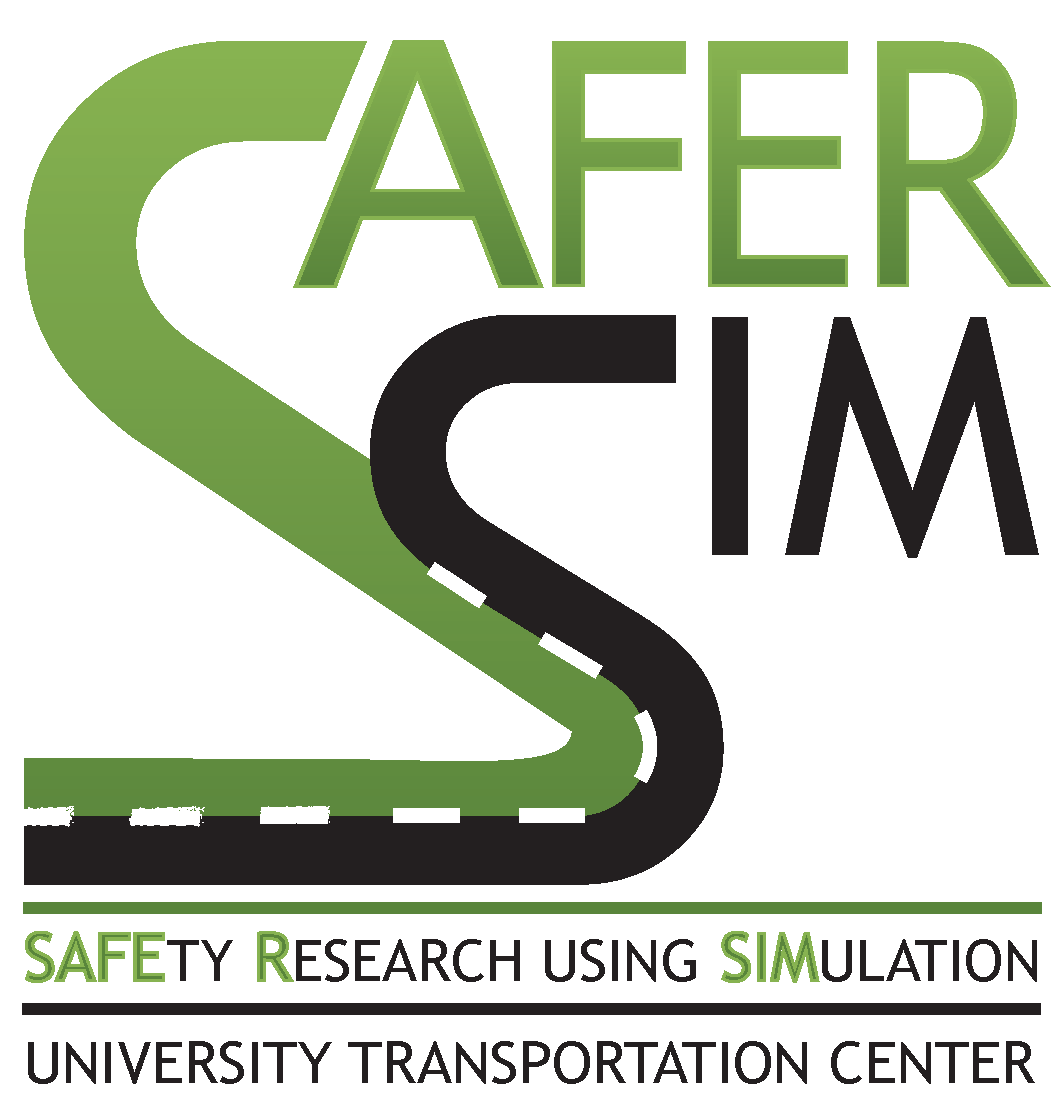 SAFER
SIM
SAFETY RESEARCH USING SIMULATION
UNIVERSITY TRANSPORTATION CENTER